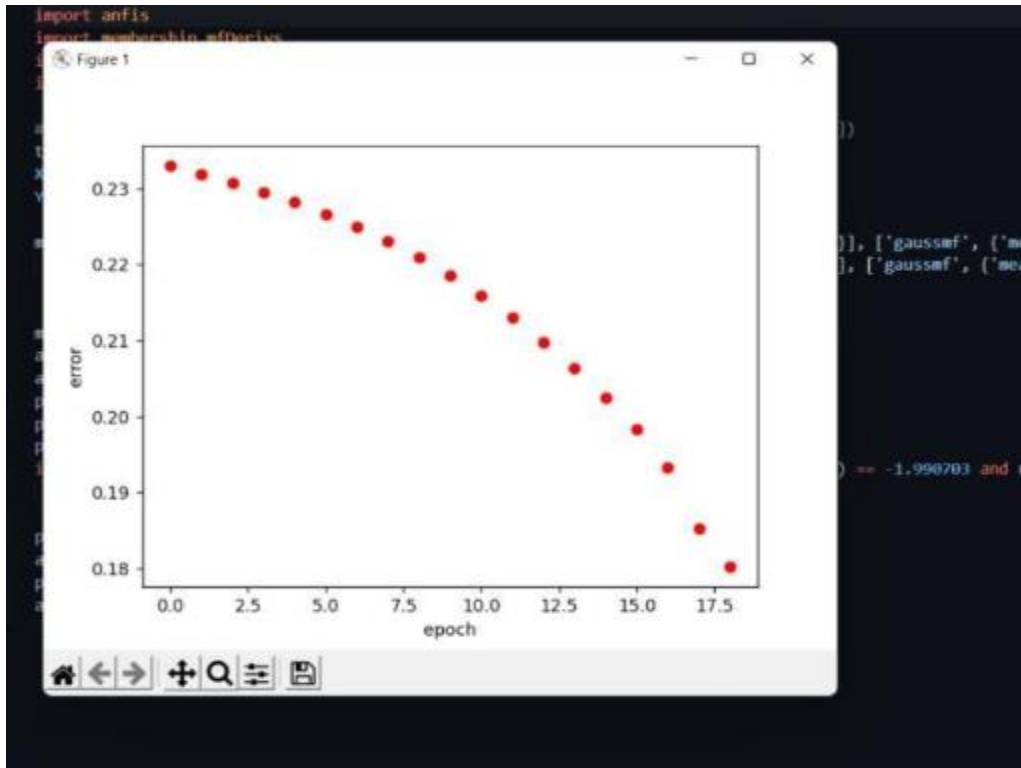 import anfis
import membership.mfDerivs
Figure 1
])
)], ['gaussmf', {'me
], ['gaussmf', {'mea
) == -1.990703 and
0.23
0.22
0.21
0.20
0.19
0.18
error
0.0 2.5 5.0 7.5 10.0 12.5 15.0 17.5
epoch